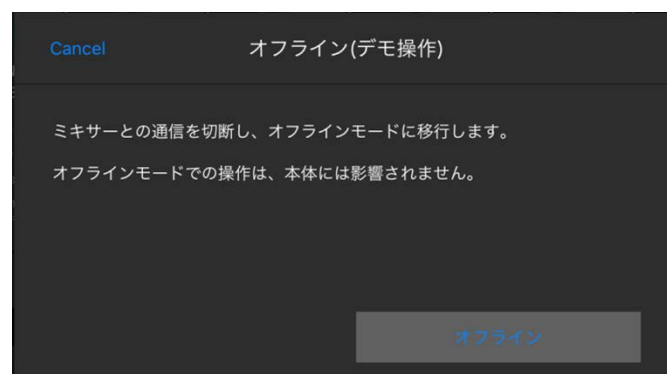 Cancel オフライン(デモ操作)
ミキサーとの通信を切断し、オフラインモードに移行します。
オフラインモードでの操作は、本体には影響されません。
オフライン